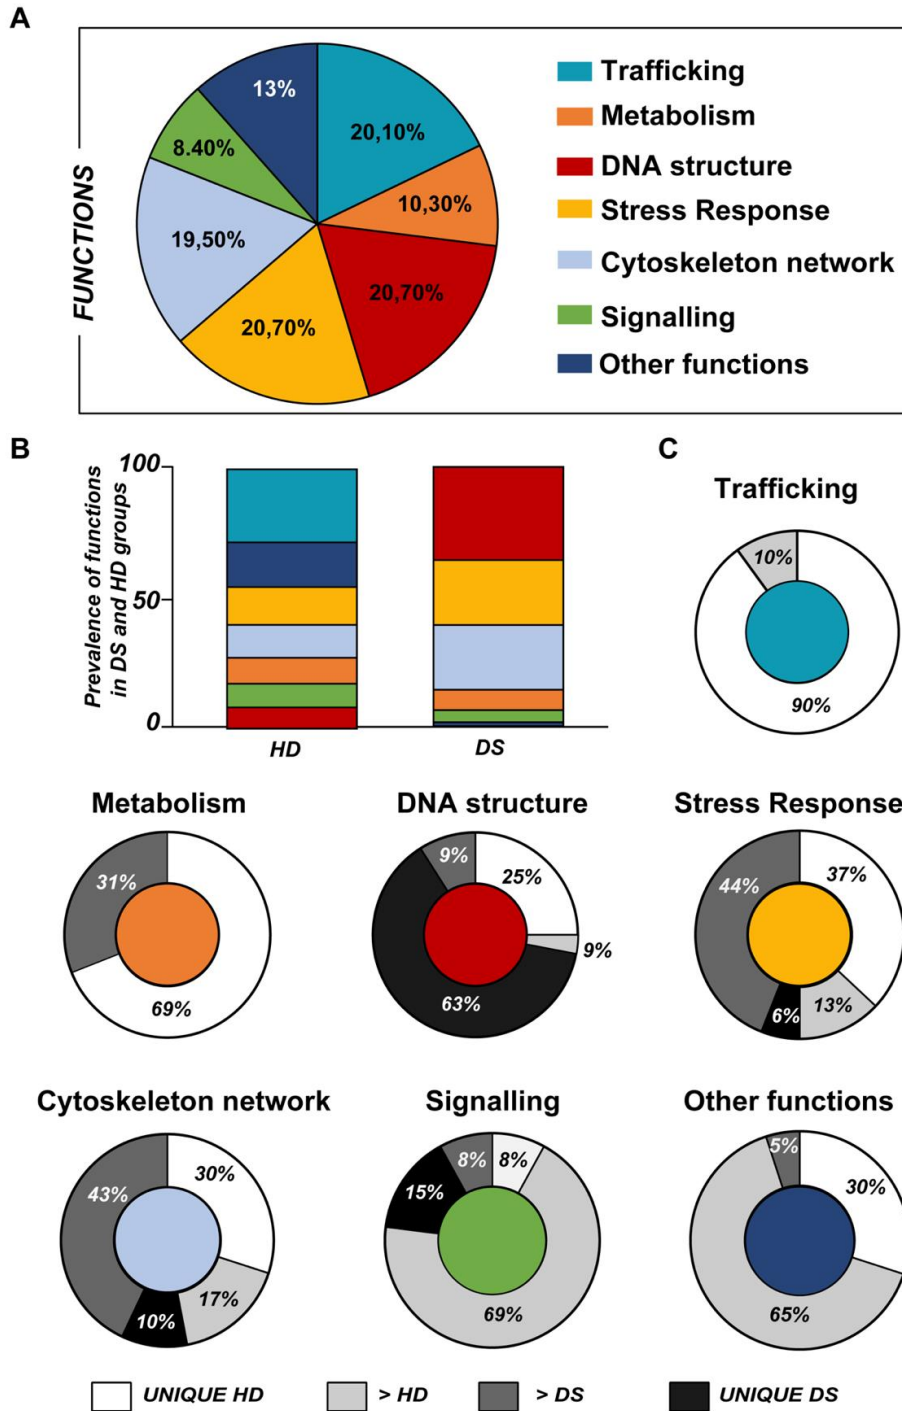 A
FUNCTIONS
13%
20,10%
8.40%
10,30%
19,50%
20,70%
20,70%
Trafficking
Metabolism
DNA structure
Stress Response
Cytoskeleton network
Signalling
Other functions
B
Prevalence of functions
in DS and HD groups
100
50
0
HD
DS
C
Trafficking
10%
90%
Metabolism
31%
69%
DNA structure
9%
25%
9%
63%
Stress Response
44%
37%
6%
13%
Cytoskeleton network
43%
30%
10%
17%
Signalling
8%
8%
15%
69%
Other functions
5%
30%
65%
UNIQUE HD
> HD
> DS
UNIQUE DS